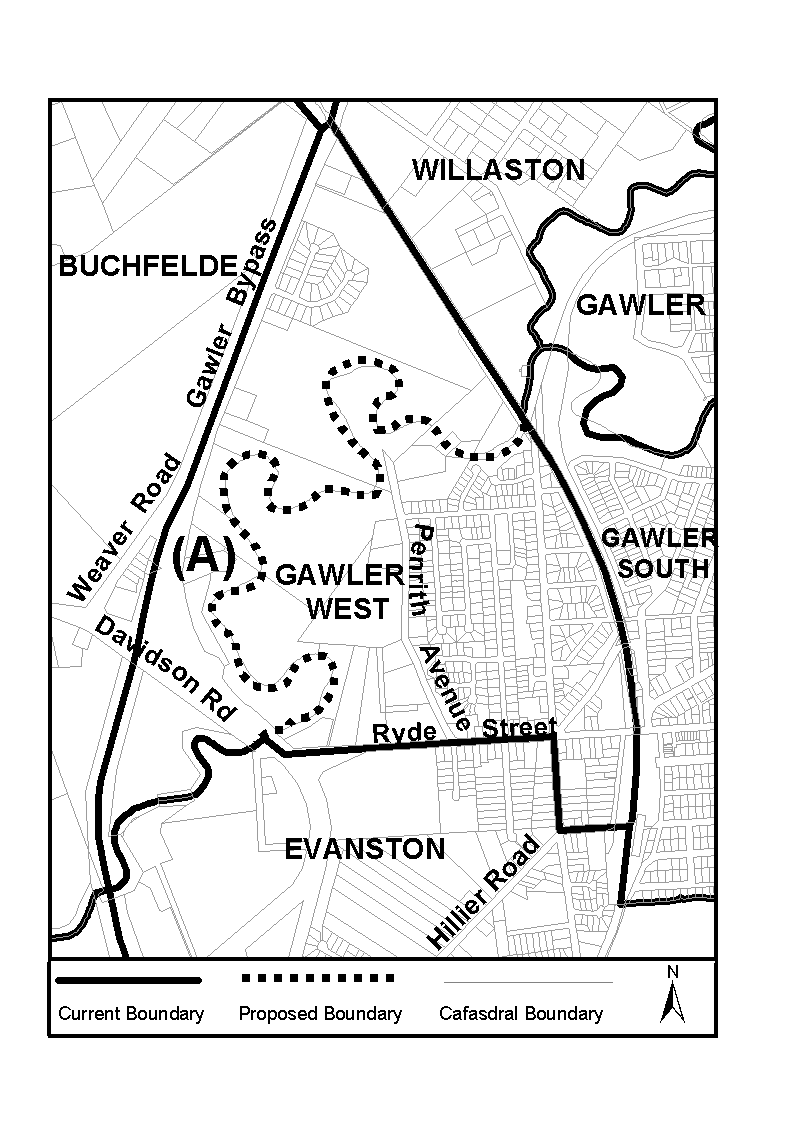 WILLASTON
BUCHFELDE
Gawler Bypass
GAWLER
Weaver Road
(A)
GAWLER
WEST
Penrith Avenue
GAWLER
SOUTH
Davidson Rd
Ryde Street
EVANSTON
Hillier Road
Current Boundary
Proposed Boundary
Cafasdral Boundary
N